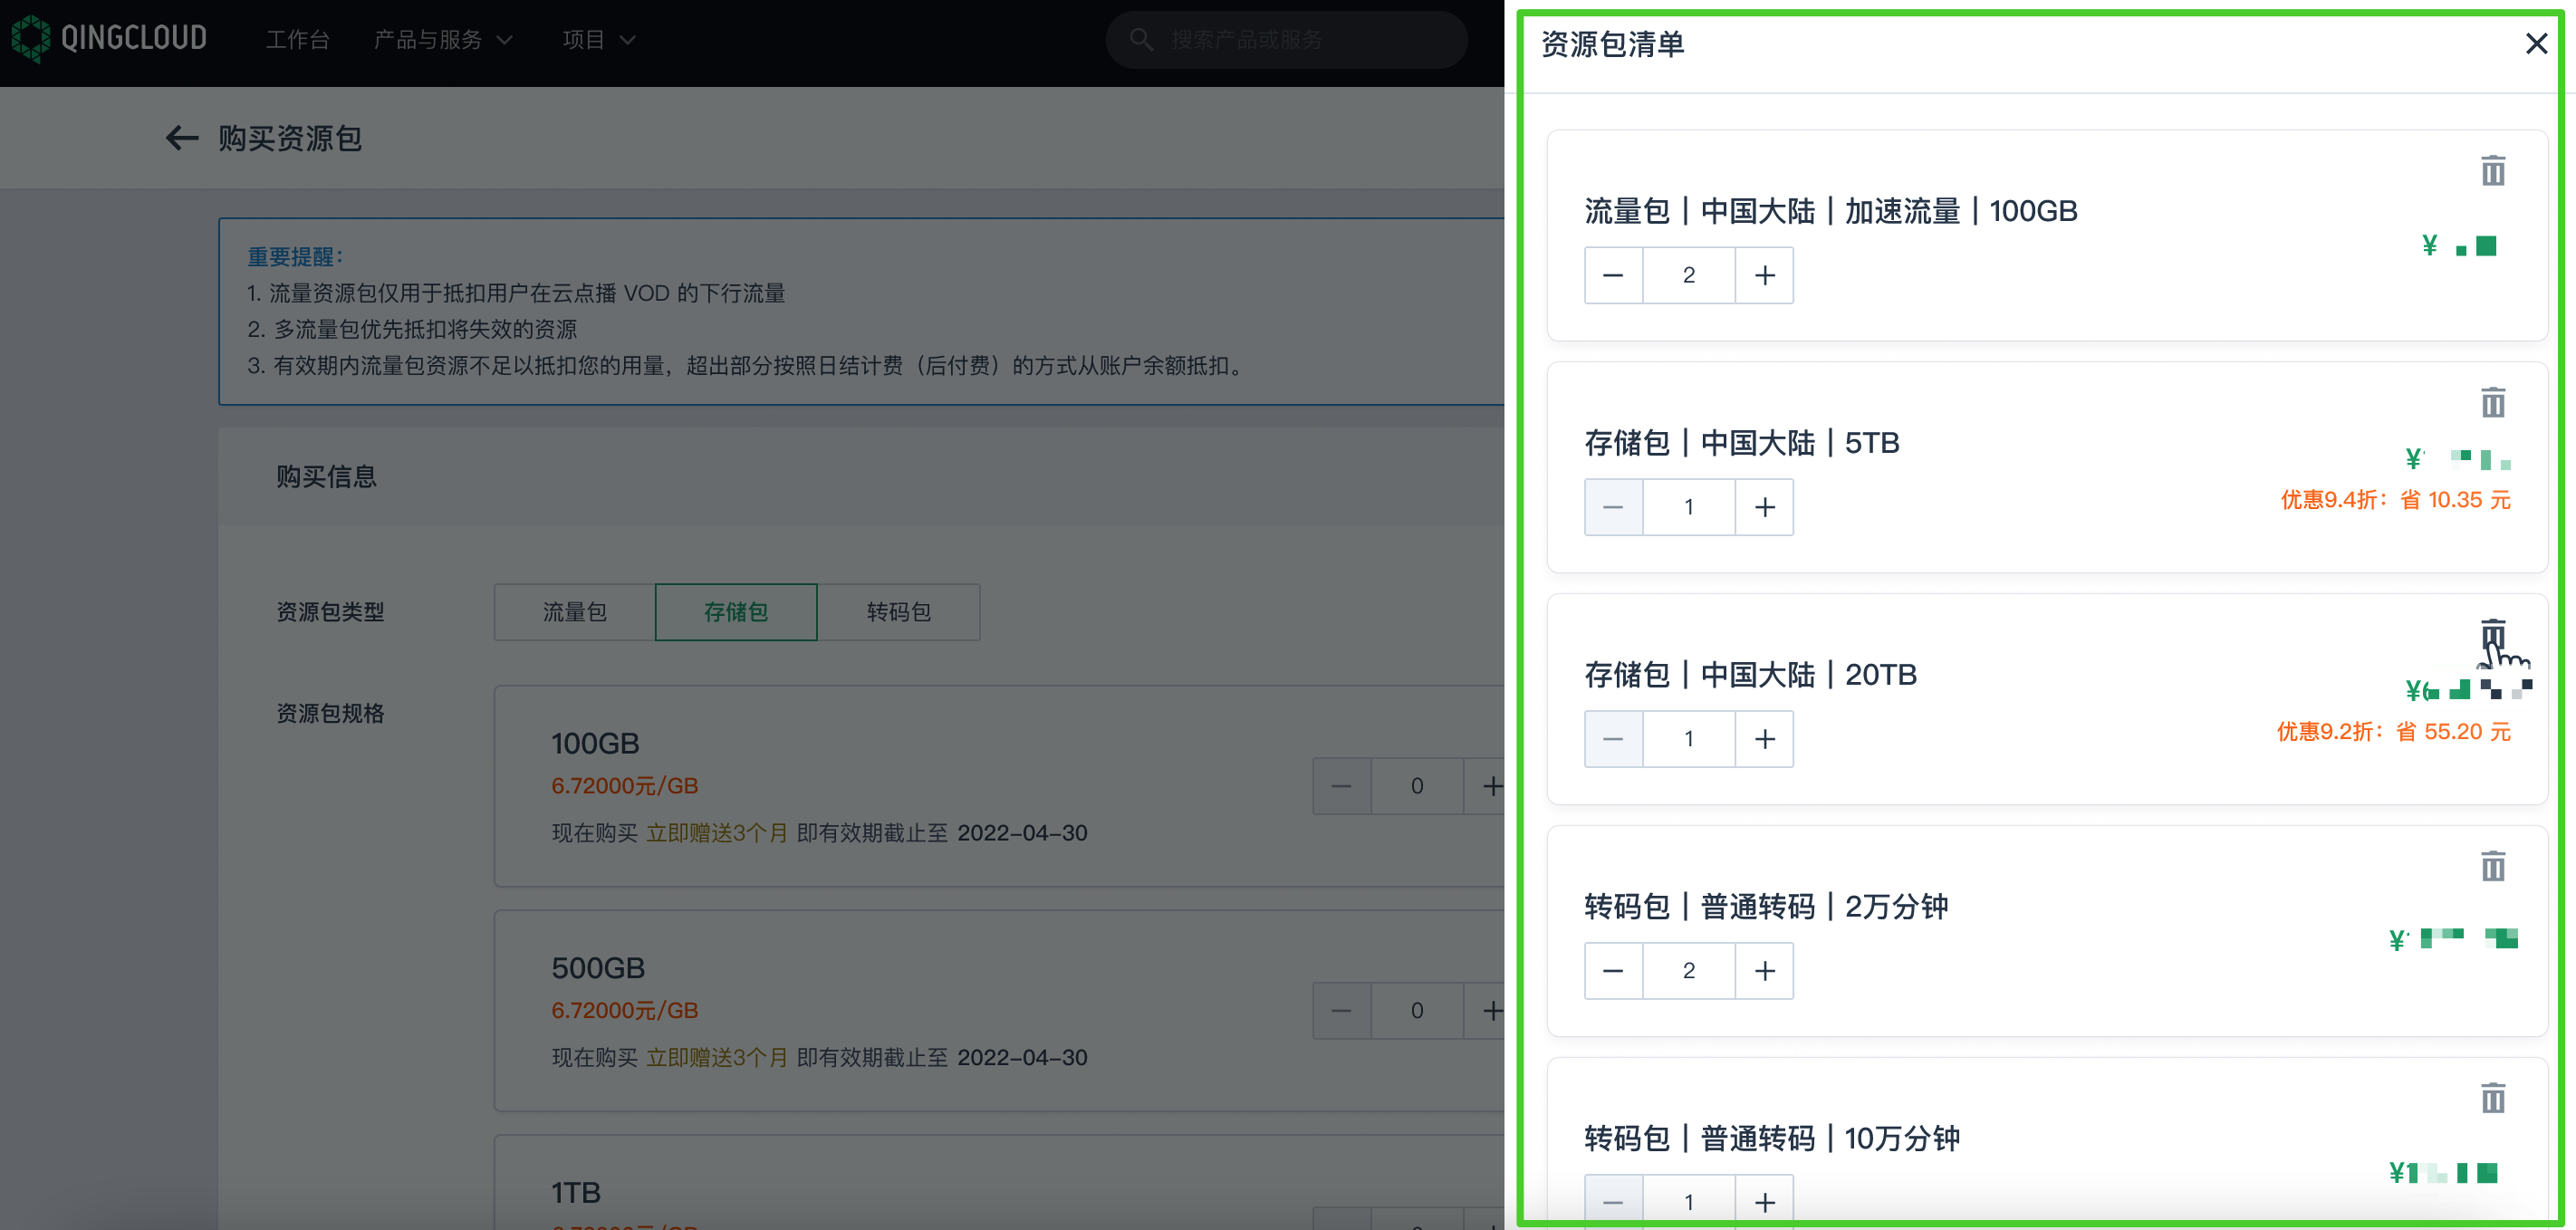 QINGCLOUD 工作台 产品与服务 项目 搜索产品或服务
购买资源包
重要提醒：
1. 流量资源包仅用于抵扣用户在云点播 VOD 的下行流量
2. 多流量包优先抵扣将失效的资源
3. 有效期内流量包资源不足以抵扣您的用量，超出部分按照日结计费（后付费）的方式从账户余额抵扣。
购买信息
资源包类型 流量包 存储包 转码包
资源包规格
100GB
6.72000元/GB
0
现在购买 立即赠送3个月 即有效期截止至 2022-04-30
500GB
6.72000元/GB
0
现在购买 立即赠送3个月 即有效期截止至 2022-04-30
1TB
资源包清单
流量包 | 中国大陆 | 加速流量 | 100GB
¥
2
存储包 | 中国大陆 | 5TB
¥
优惠9.4折：省 10.35 元
1
存储包 | 中国大陆 | 20TB
¥
优惠9.2折：省 55.20 元
1
转码包 | 普通转码 | 2万分钟
¥
2
转码包 | 普通转码 | 10万分钟
¥
1